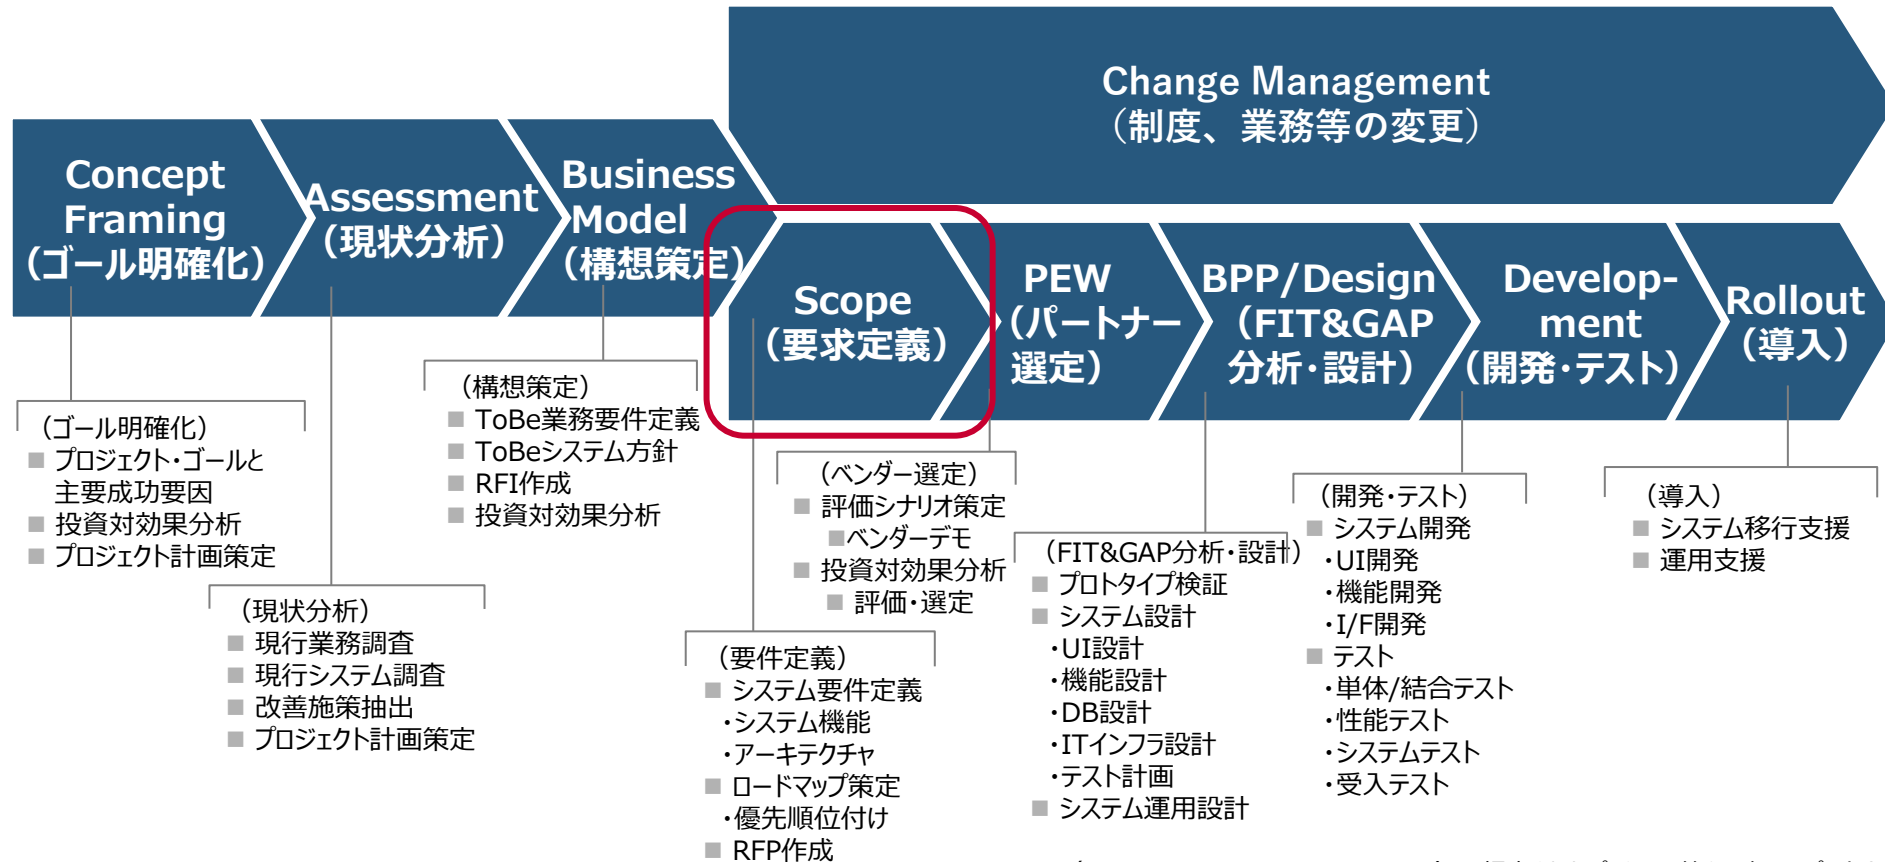 Change Management
（制度、業務等の変更）
Concept
Framing
（ゴール明確化）
Assessment
（現状分析）
Business
Model
（構想策定）
Scope
（要求定義）
PEW
（パートナー
選定）
BPP/Design
（FIT&GAP
分析・設計）
Develop-
ment
（開発・テスト）
Rollout
（導入）
（ゴール明確化）
■ プロジェクト・ゴールと
主要成功要因
■ 投資対効果分析
■ プロジェクト計画策定
（現状分析）
■ 現行業務調査
■ 現行システム調査
■ 改善施策抽出
■ プロジェクト計画策定
（構想策定）
■ ToBe業務要件定義
■ ToBeシステム方針
■ RFI作成
■ 投資対効果分析
（要件定義）
■ システム要件定義
・システム機能
・アーキテクチャ
■ ロードマップ策定
・優先順位付け
■ RFP作成
（ベンダー選定）
■ 評価シナリオ策定
■ベンダーデモ
■ 投資対効果分析
■ 評価・選定
（FIT&GAP分析・設計）
■ プロトタイプ検証
■ システム設計
・UI設計
・機能設計
・DB設計
・ITインフラ設計
・テスト計画
■ システム運用設計
（開発・テスト）
■ システム開発
・UI開発
・機能開発
・I/F開発
■ テスト
・単体/結合テスト
・性能テスト
・システムテスト
・受入テスト
（導入）
■ システム移行支援
■ 運用支援